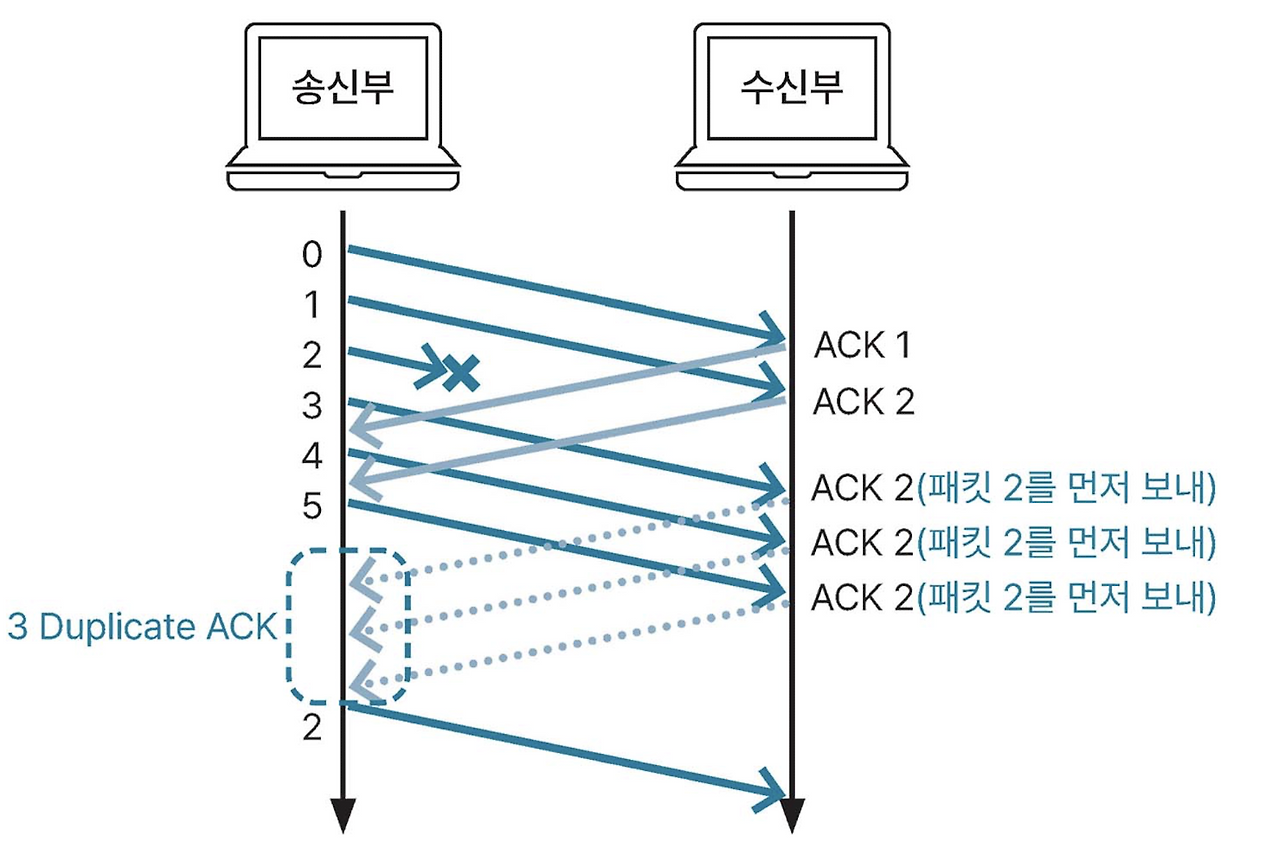 송신부
수신부
0
1
2
3
4
5
ACK 1
ACK 2
ACK 2(패킷 2를 먼저 보내)
ACK 2(패킷 2를 먼저 보내)
ACK 2(패킷 2를 먼저 보내)
3 Duplicate ACK
2